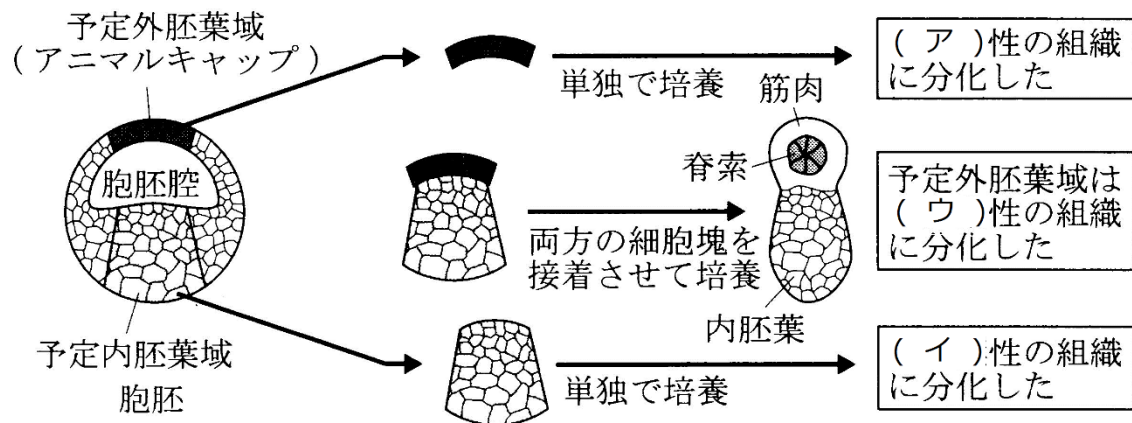 予定外胚葉域
(アニマルキャップ)
単独で培養
(ア)性の組織
に分化した
胞胚腔
筋肉
脊索
両方の細胞塊を
接着させて培養
内胚葉
予定外胚葉域は
(ウ)性の組織
に分化した
予定内胚葉域
胞胚
単独で培養
(イ)性の組織
に分化した